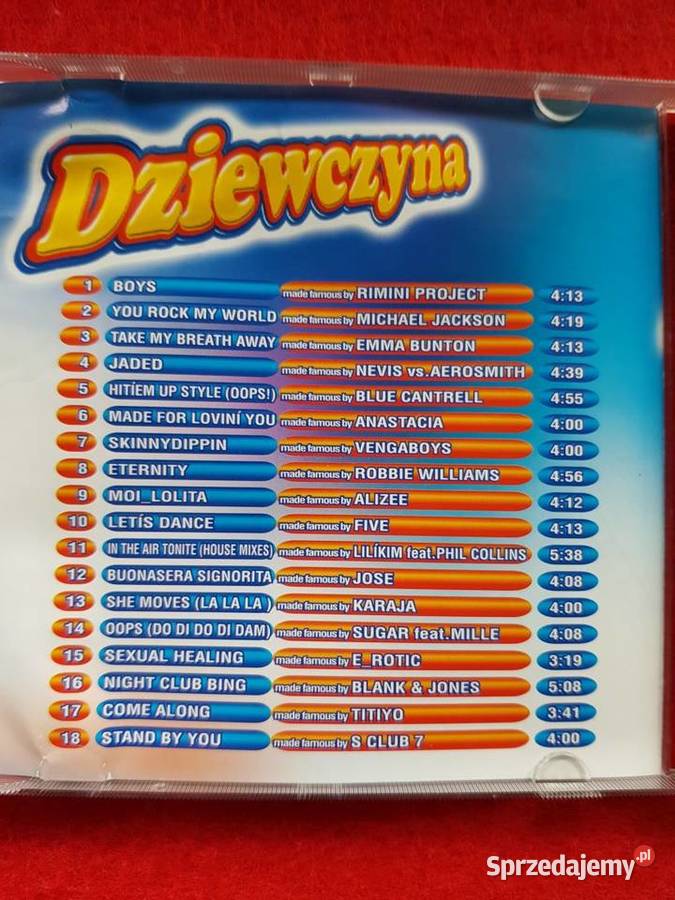 Dziewczyna
1 BOYS made famous by RIMINI PROJECT 4:13
2 YOU ROCK MY WORLD made famous by MICHAEL JACKSON 4:19
3 TAKE MY BREATH AWAY made famous by EMMA BUNTON 4:13
4 JADED made famous by NEVIS vs.AEROSMITH 4:39
5 HITÍEM UP STYLE (OOPS!) made famous by BLUE CANTRELL 4:55
6 MADE FOR LOVINÍ YOU made famous by ANASTACIA 4:00
7 SKINNYDIPPIN made famous by VENGABOYS 4:00
8 ETERNITY made famous by ROBBIE WILLIAMS 4:56
9 MOI_LOLITA made famous by ALIZEE 4:12
10 LETÍS DANCE made famous by FIVE 4:13
11 IN THE AIR TONITE (HOUSE MIXES) made famous by LILÍKIM feat.PHIL COLLINS 5:38
12 BUONASERA SIGNORITA made famous by JOSE 4:08
13 SHE MOVES (LA LA LA ) made famous by KARAJA 4:00
14 OOPS (DO DI DO DI DAM) made famous by SUGAR feat.MILLE 4:08
15 SEXUAL HEALING made famous by E_ROTIC 3:19
16 NIGHT CLUB BING made famous by BLANK & JONES 5:08
17 COME ALONG made famous by TITIYO 3:41
18 STAND BY YOU made famous by S CLUB 7 4:00
Sprzedajemy.pl